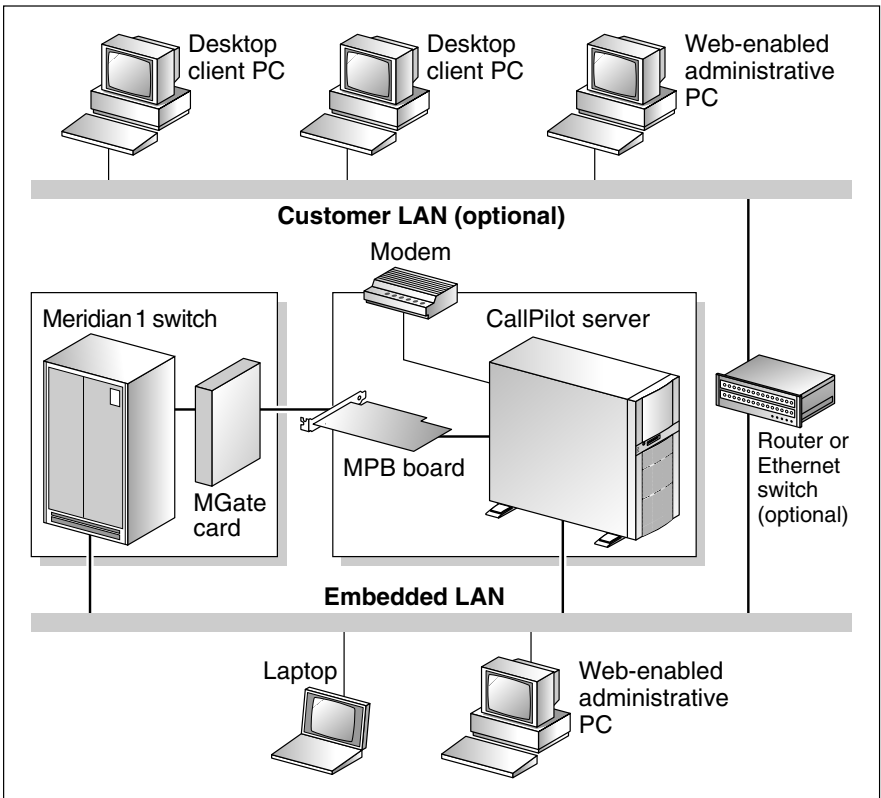 Desktop
client PC
Desktop
client PC
Web-enabled
administrative
PC
Customer LAN (optional)
Modem
Meridian 1 switch
CallPilot server
MGate
card
MPB board
Router or
Ethernet
switch
(optional)
Embedded LAN
Laptop
Web-enabled
administrative
PC